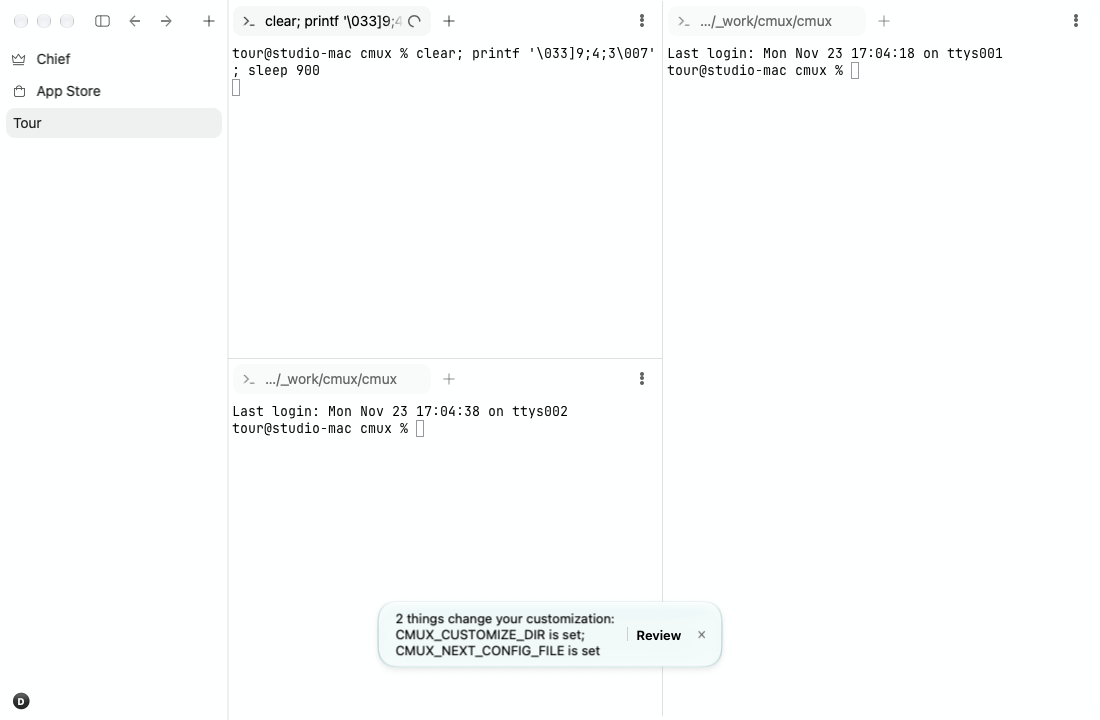 Chief
App Store
Tour
D
clear; printf '\033]9;4
tour@studio-mac cmux % clear; printf '\033]9;4;3\007'
; sleep 900
.../_work/cmux/cmux
Last login: Mon Nov 23 17:04:38 on ttys002
tour@studio-mac cmux %
.../_work/cmux/cmux
Last login: Mon Nov 23 17:04:18 on ttys001
tour@studio-mac cmux %
2 things change your customization:
CMUX_CUSTOMIZE_DIR is set;
CMUX_NEXT_CONFIG_FILE is set
Review